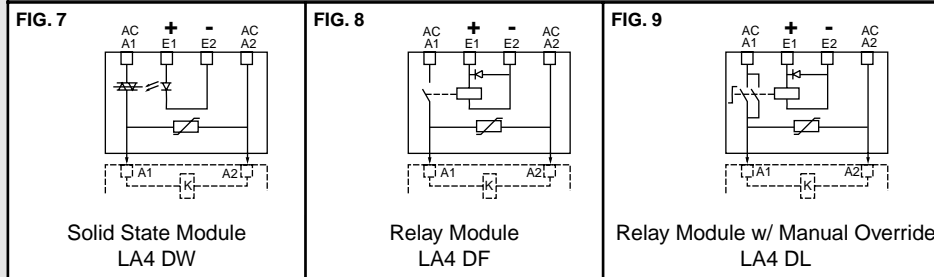 FIG. 7
AC + - AC
A1 E1 E2 A2
A1 A2
K
Solid State Module
LA4 DW
FIG. 8
AC + - AC
A1 E1 E2 A2
A1 A2
K
Relay Module
LA4 DF
FIG. 9
AC + - AC
A1 E1 E2 A2
A1 A2
K
Relay Module w/ Manual Override
LA4 DL